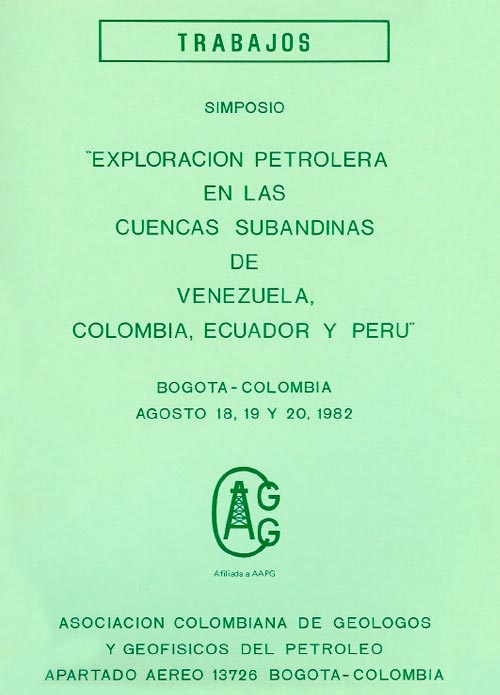 TRABAJOS
SIMPOSIO
"EXPLORACION PETROLERA
EN LAS
CUENCAS SUBANDINAS
DE
VENEZUELA,
COLOMBIA, ECUADOR Y PERU"
BOGOTA - COLOMBIA
AGOSTO 18, 19 Y 20, 1982
C G G
Afiliada a AAPG
ASOCIACION COLOMBIANA DE GEOLOGOS
Y GEOFISICOS DEL PETROLEO
APARTADO AEREO 13726 BOGOTA-COLOMBIA